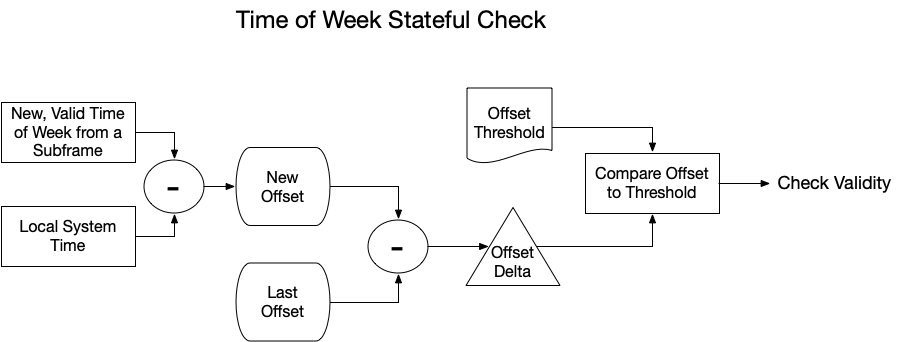 Time of Week Stateful Check
New, Valid Time
of Week from a
Subframe
-
Local System
Time
New
Offset
Last
Offset
-
Offset
Threshold
Offset
Delta
Compare Offset
to Threshold
Check Validity